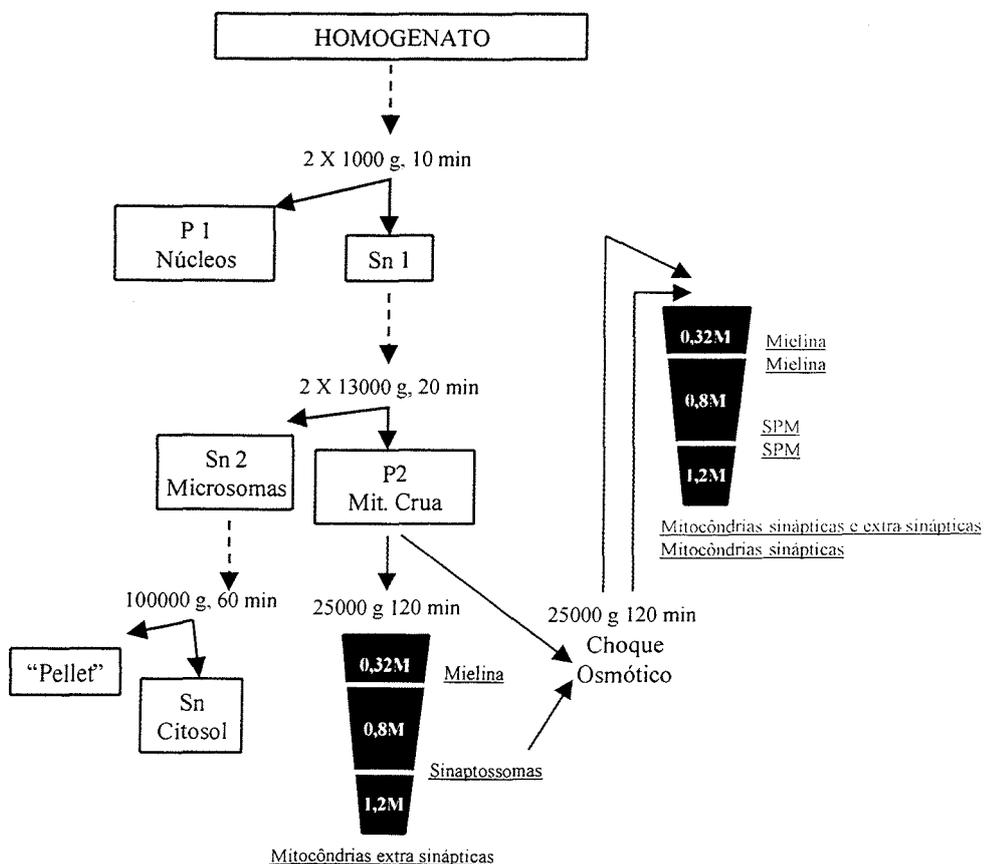 HOMOGENATO
2 X 1000 g, 10 min
P 1
Núcleos
Sn 1
2 X 13000 g, 20 min
Sn 2
Microsomas
P2
Mit. Crua
100000 g, 60 min
“Pellet”
Sn
Citosol
25000 g 120 min
0,32M
Mielina
0,8M
Sinaptossomas
1,2M
Mitocôndrias extra sinápticas
25000 g 120 min
Choque
Osmótico
0,32M
Mielina
Mielina
0,8M
SPM
SPM
1,2M
Mitocôndrias sinápticas e extra sinápticas
Mitocôndrias sinápticas